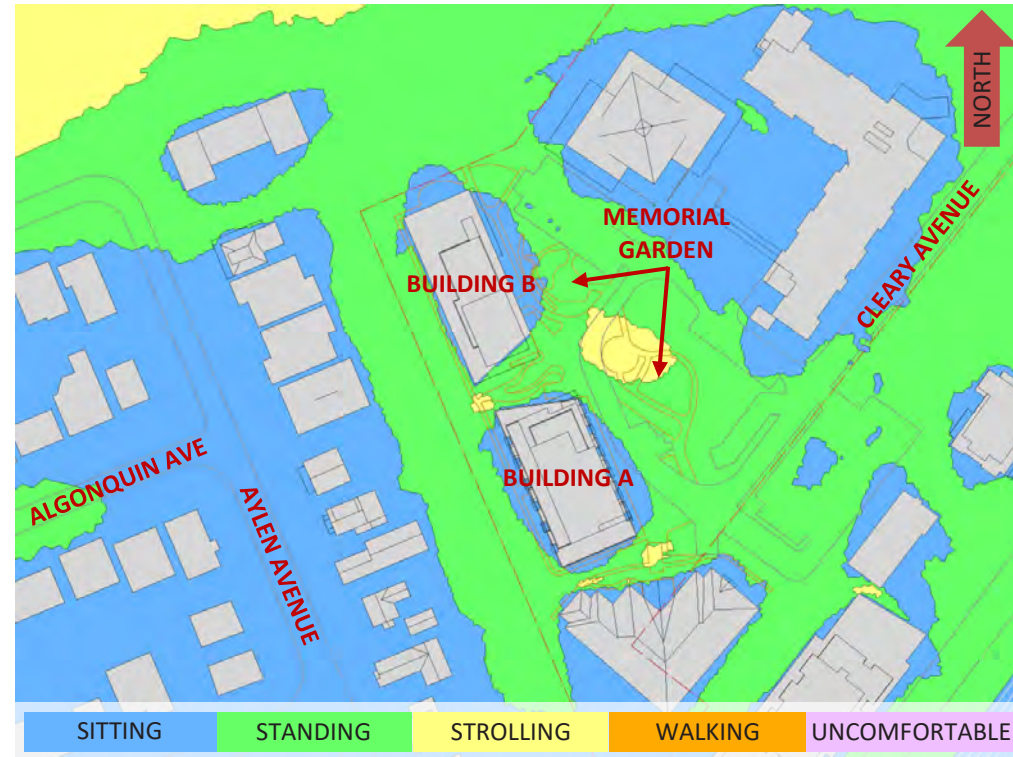 NORTH
MEMORIAL
GARDEN
BUILDING B
CLEARY AVENUE
BUILDING A
ALGONQUIN AVE
AYLEN AVENUE
SITTING
STANDING
STROLLING
WALKING
UNCOMFORTABLE